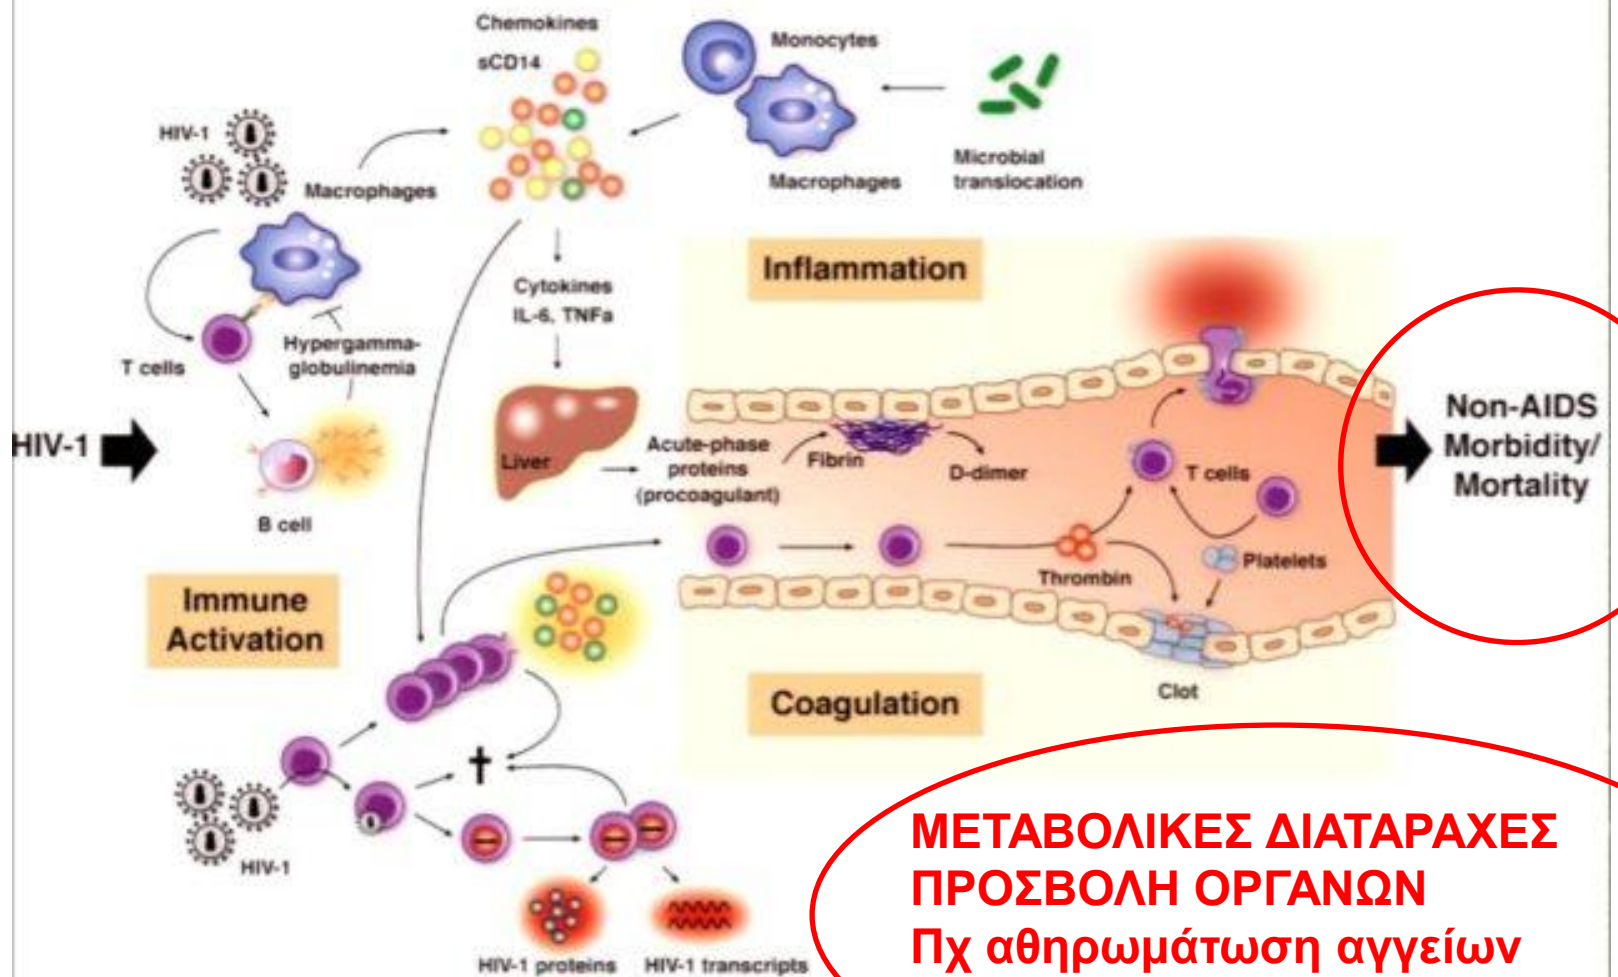 Chemokines
sCD14
Monocytes
HIV-1
Macrophages
Macrophages
Microbial
translocation
Inflammation
Cytokines
IL-6, TNFa
T cells
Hypergamma-
globulinemia
HIV-1
B cell
Liver
Acute-phase
proteins
(procoagulant)
Fibrin
D-dimer
T cells
Non-AIDS
Morbidity/
Mortality
Thrombin
Platelets
Immune
Activation
Coagulation
Clot
HIV-1
HIV-1 proteins
HIV-1 transcripts
ΜΕΤΑΒΟΛΙΚΕΣ ΔΙΑΤΑΡΑΧΕΣ
ΠΡΟΣΒΟΛΗ ΟΡΓΑΝΩΝ
Πχ αθηρωμάτωση αγγείων